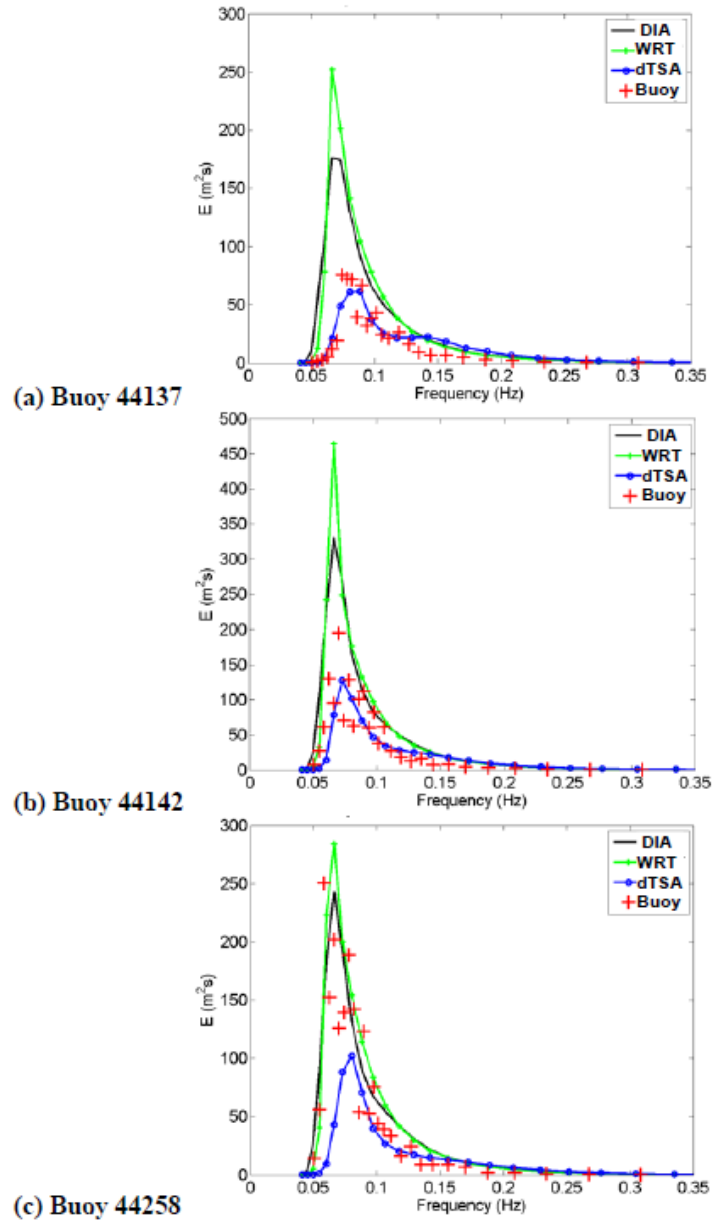 300
250
200
150
100
50
0
E (m²s)
DIA
WRT
dTSA
Buoy
0 0.05 0.1 0.15 0.2 0.25 0.3 0.35
Frequency (Hz)
(a) Buoy 44137
500
450
400
350
300
250
200
150
100
50
0
E (m²s)
DIA
WRT
dTSA
Buoy
0 0.05 0.1 0.15 0.2 0.25 0.3 0.35
Frequency (Hz)
(b) Buoy 44142
300
250
200
150
100
50
0
E (m²s)
DIA
WRT
dTSA
Buoy
0 0.05 0.1 0.15 0.2 0.25 0.3 0.35
Frequency (Hz)
(c) Buoy 44258